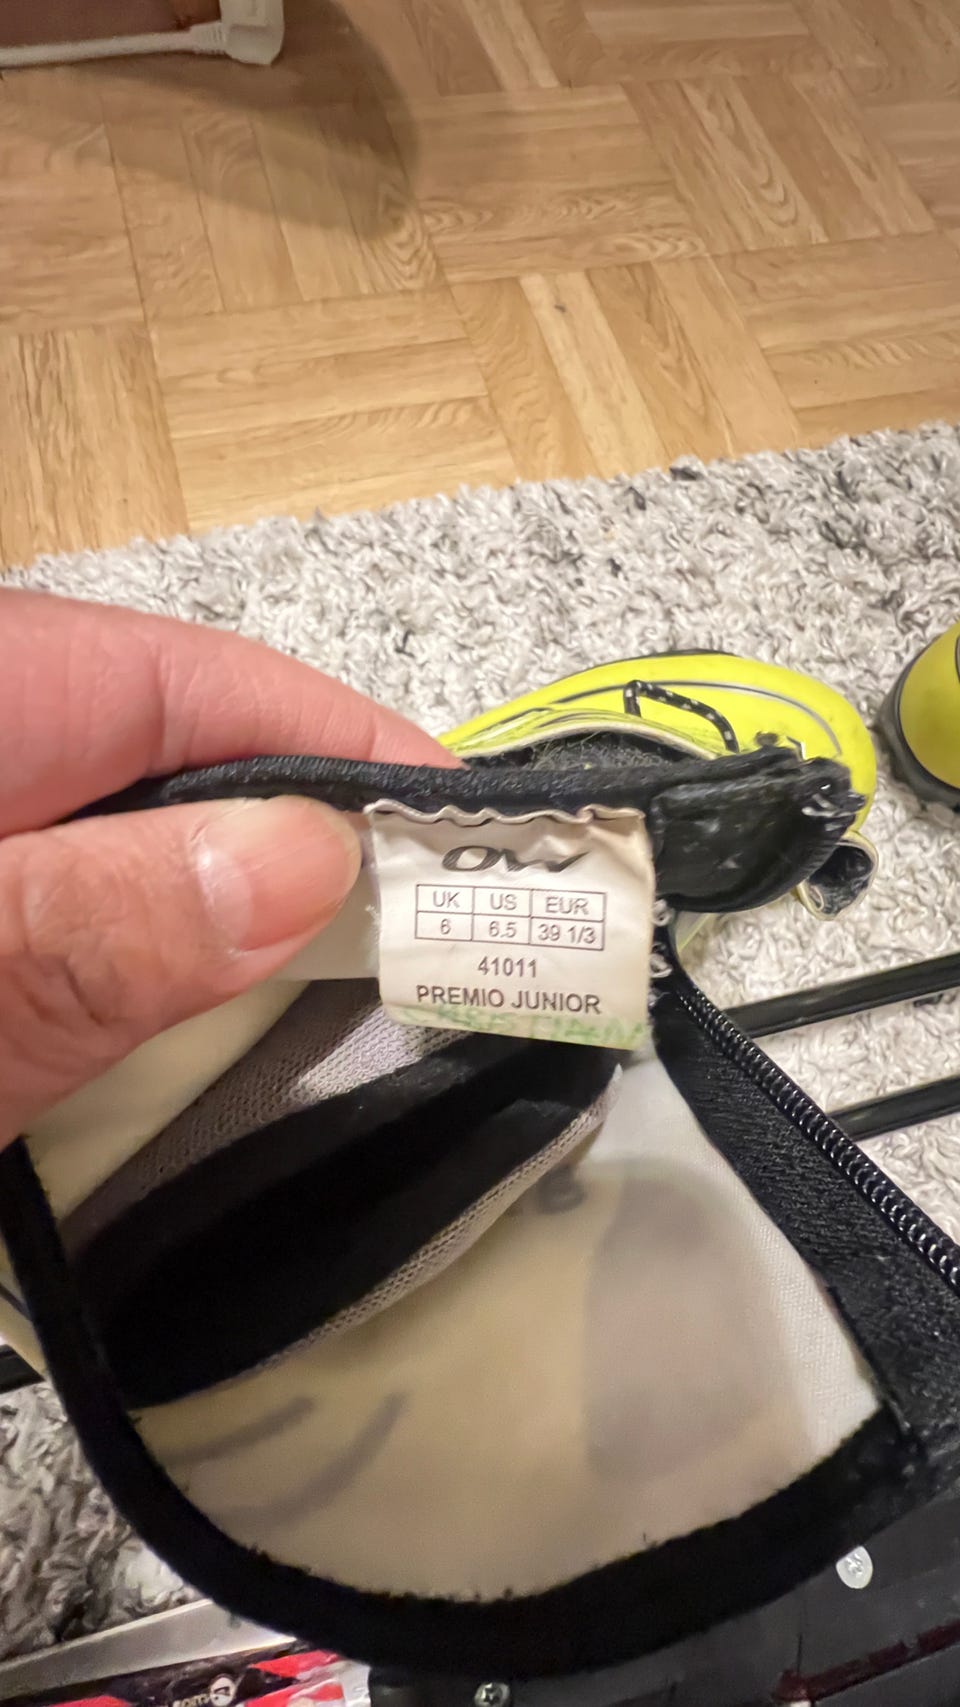 OW
UK US EUR
6 6.5 39 1/3
41011
PREMIO JUNIOR